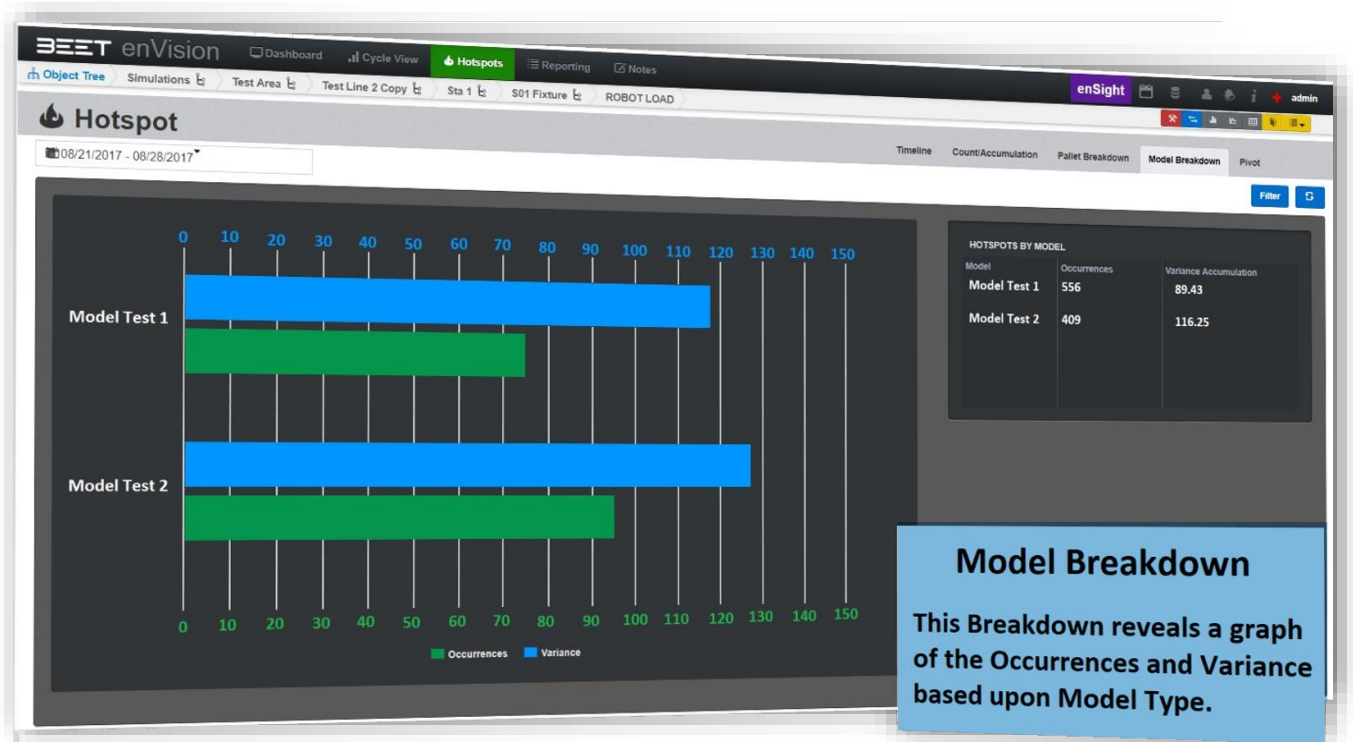 BEET enVision Dashboard Cycle View Hotspots Reporting Notes
enSight i admin
Object Tree Simulations Test Area Test Line 2 Copy Sta 1 S01 Fixture ROBOT LOAD
Hotspot
08/21/2017 - 08/28/2017
Timeline Count/Accumulation Pallet Breakdown Model Breakdown Pivot
Filter
0 10 20 30 40 50 60 70 80 90 100 110 120 130 140 150
Model Test 1
Model Test 2
0 10 20 30 40 50 60 70 80 90 100 110 120 130 140 150
Occurrences Variance
HOTSPOTS BY MODEL
Model Occurrences Variance Accumulation
Model Test 1 556 89.43
Model Test 2 409 116.25
Model Breakdown
This Breakdown reveals a graph
of the Occurrences and Variance
based upon Model Type.